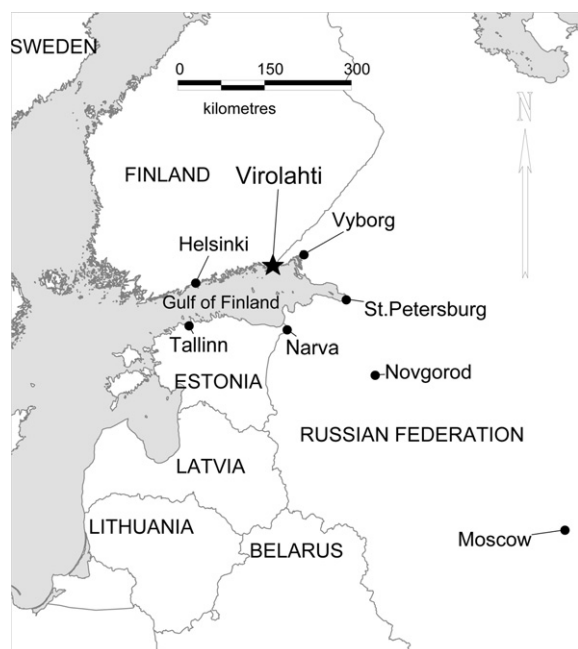 SWEDEN
0 150 300
kilometres
N
FINLAND
Virolahti
Vyborg
Helsinki
Gulf of Finland
St.Petersburg
Tallinn
Narva
ESTONIA
Novgorod
RUSSIAN FEDERATION
LATVIA
LITHUANIA
Moscow
BELARUS